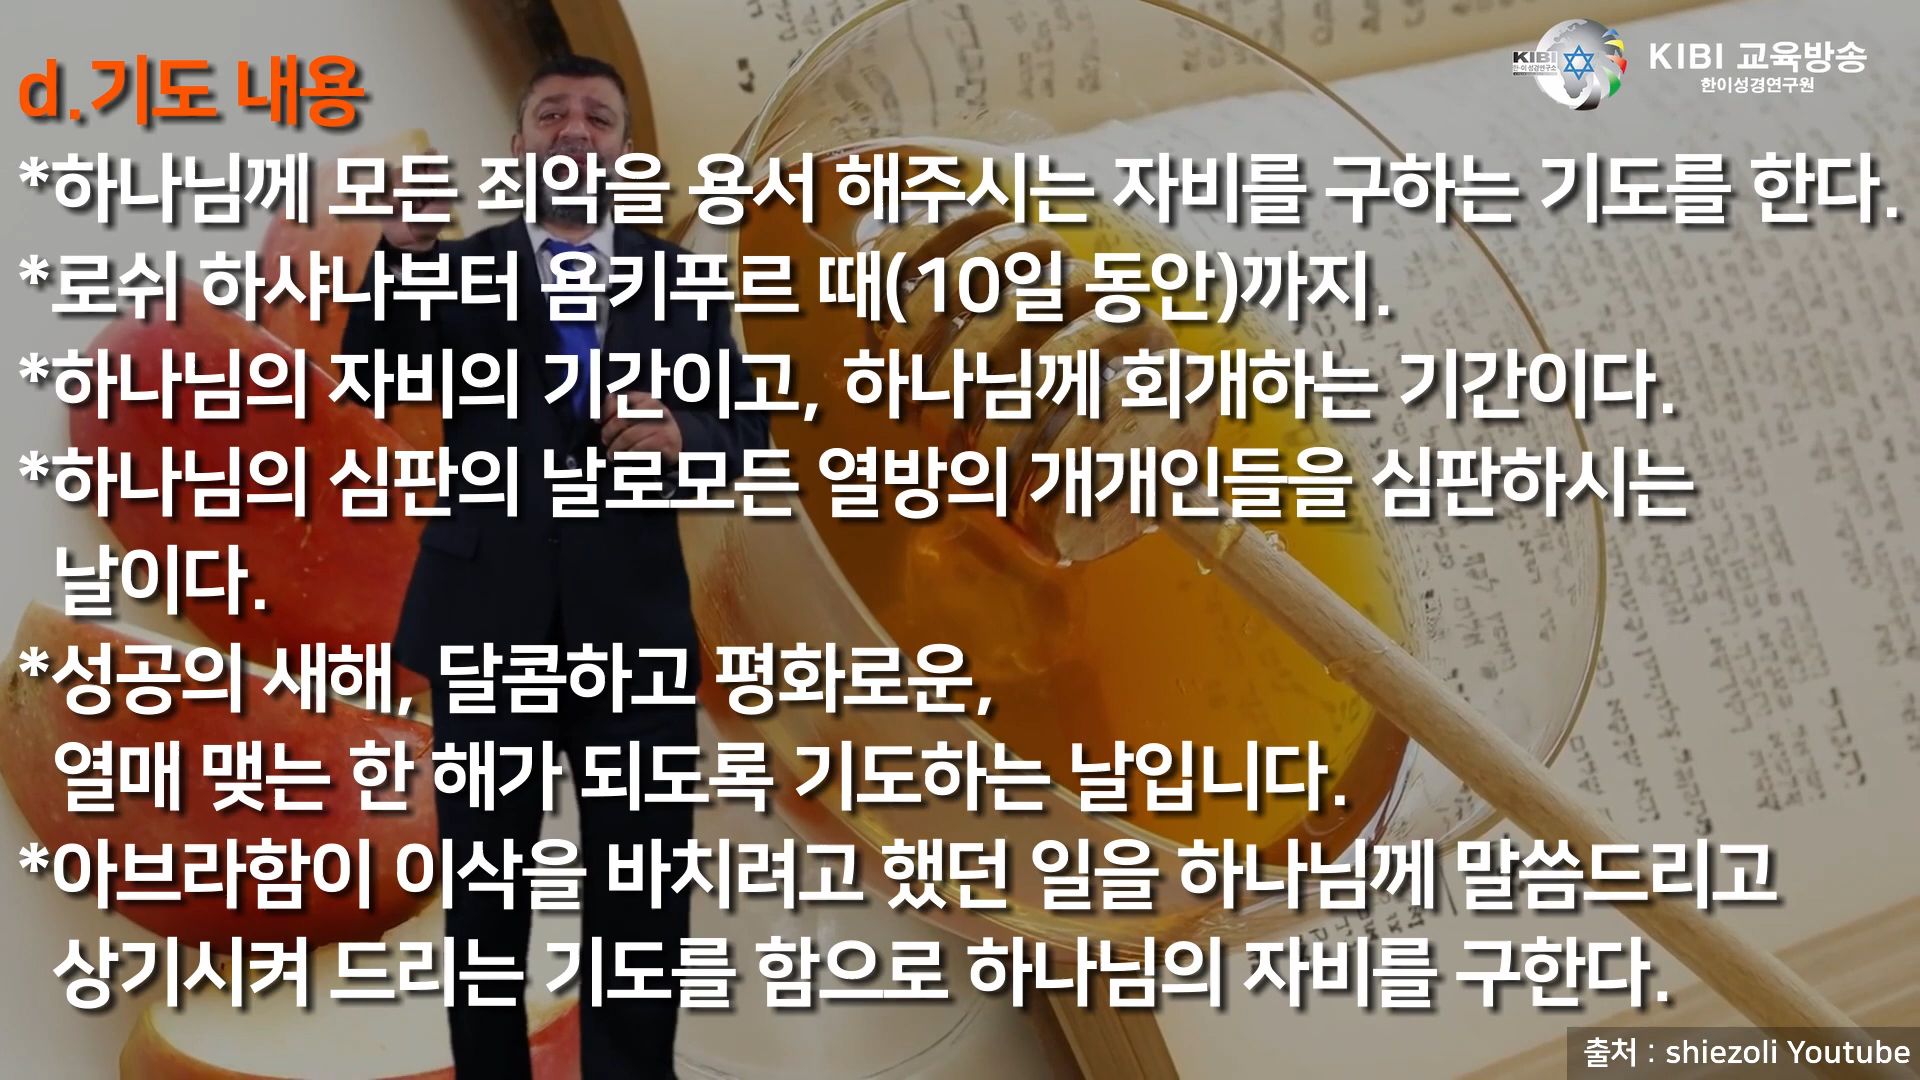 KIBI
한·이 성경연구소
KIBI 교육방송
한이성경연구원
d.기도 내용
*하나님께 모든 죄악을 용서 해주시는 자비를 구하는 기도를 한다.
*로쉬 하샤나부터 욤키푸르 때(10일 동안)까지.
*하나님의 자비의 기간이고, 하나님께 회개하는 기간이다.
*하나님의 심판의 날로모든 열방의 개개인들을 심판하시는
날이다.
*성공의 새해, 달콤하고 평화로운,
열매 맺는 한 해가 되도록 기도하는 날입니다.
*아브라함이 이삭을 바치려고 했던 일을 하나님께 말씀드리고
상기시켜 드리는 기도를 함으로 하나님의 자비를 구한다.
출처 : shiezoli Youtube